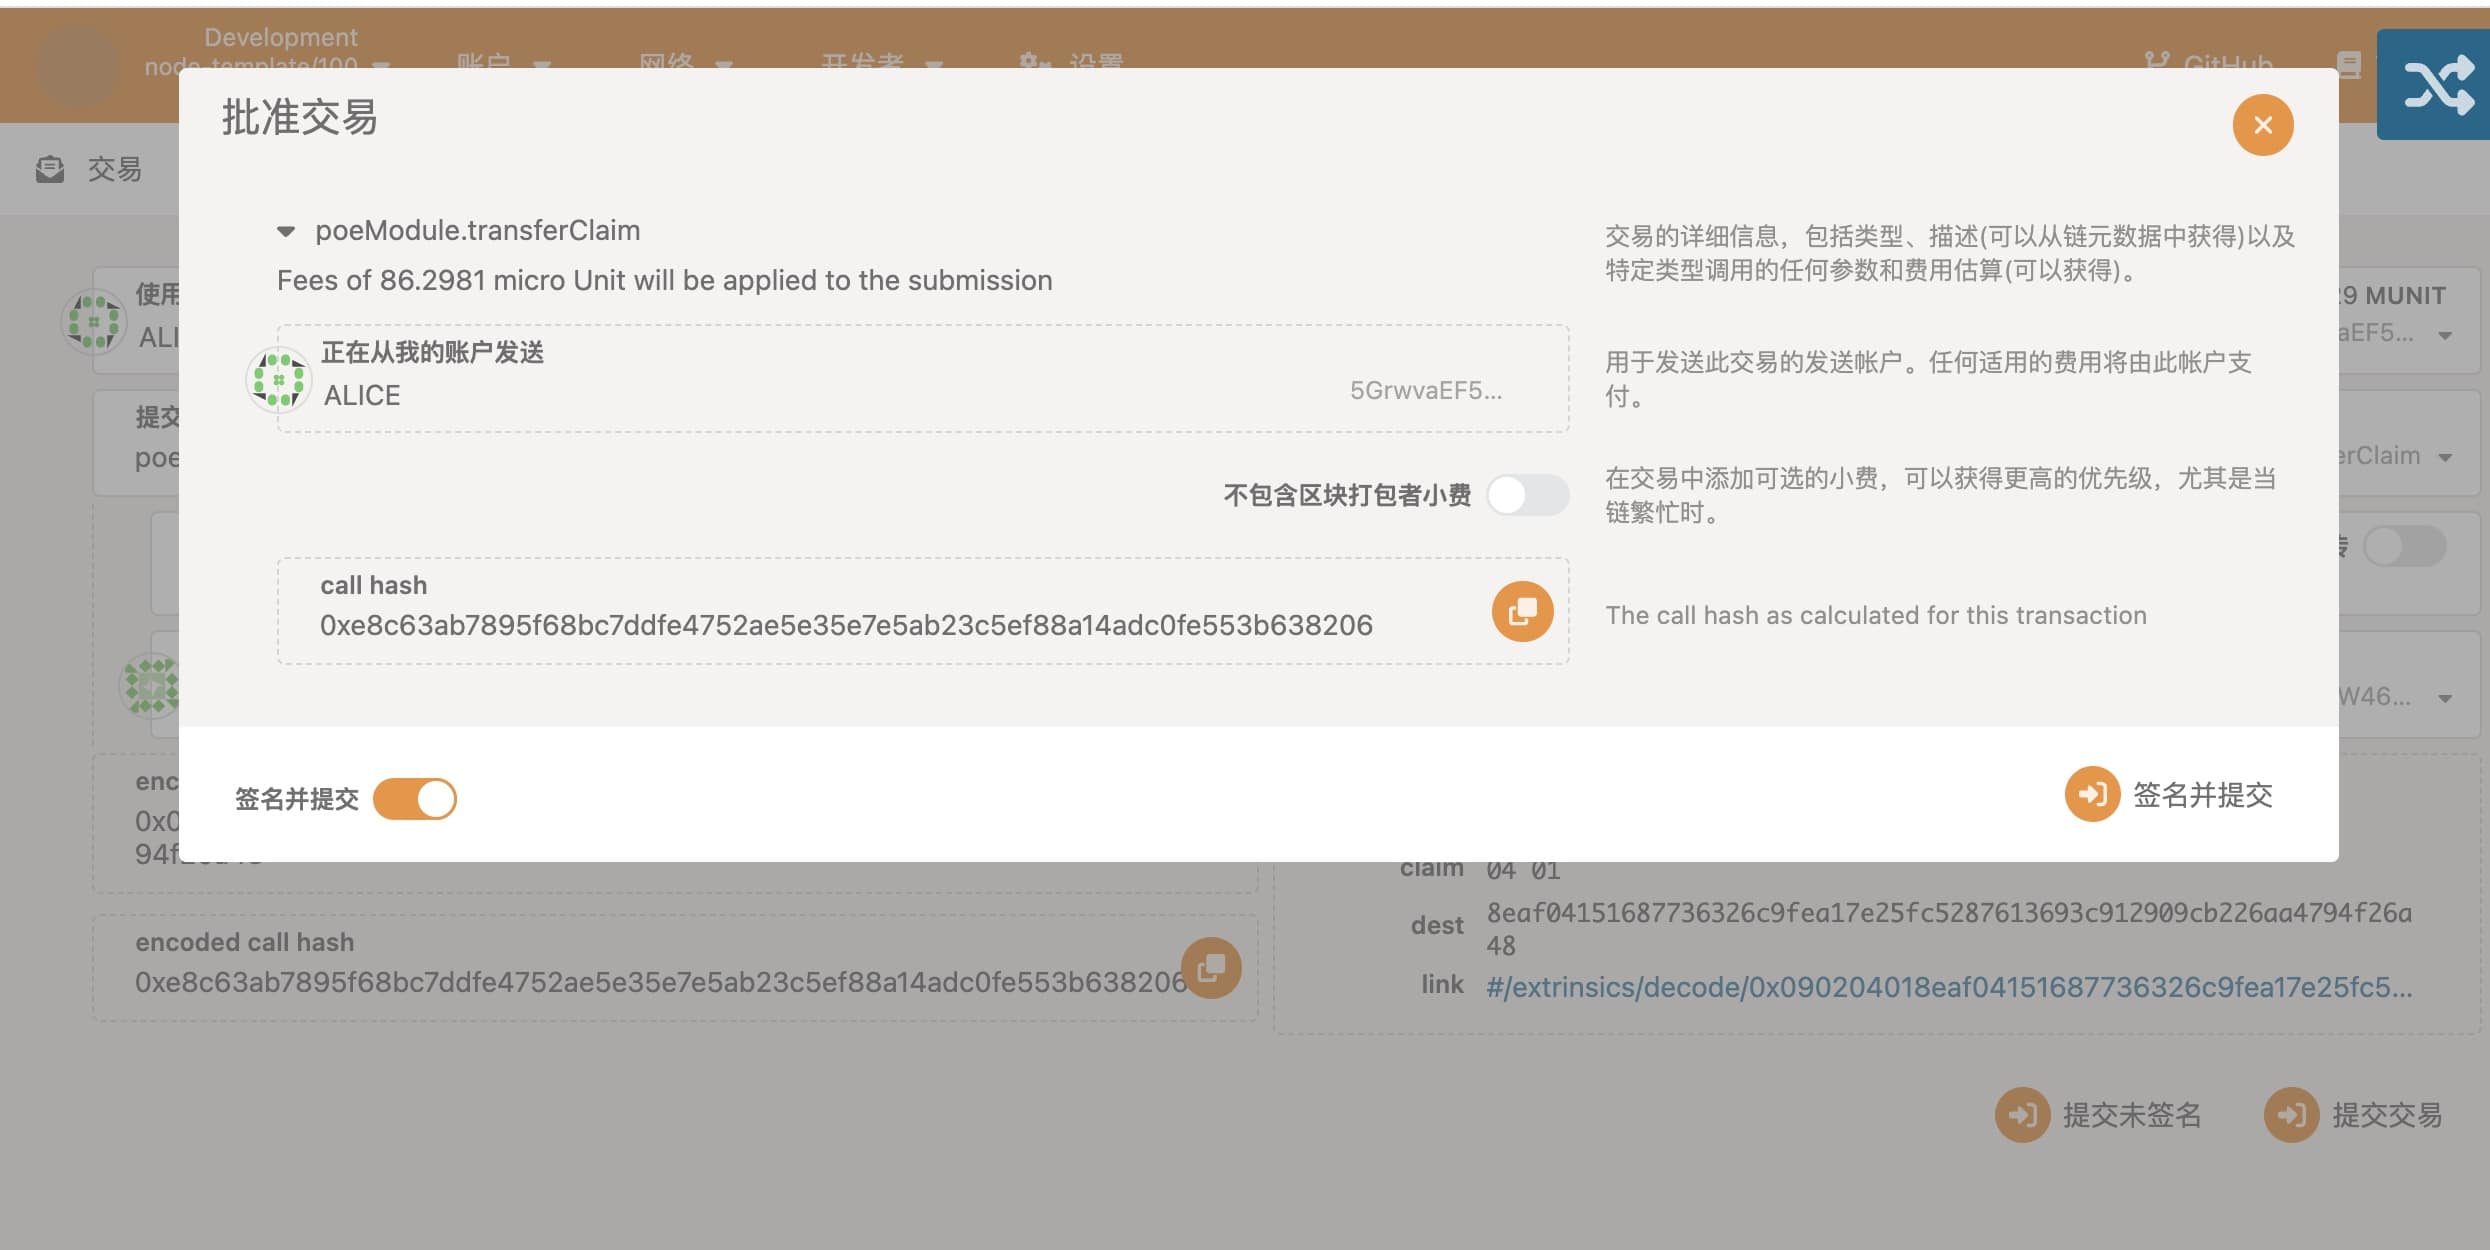 Development
node-template/100
账户
网络
开发者
设置
GitHub
交易
批准交易
poeModule.transferClaim
Fees of 86.2981 micro Unit will be applied to the submission
交易的详细信息，包括类型、描述(可以从链元数据中获得)以及
特定类型调用的任何参数和费用估算(可以获得)。
使用
ALI
29 MUNIT
aEF5...
正在从我的账户发送
ALICE
5GrwvaEF5...
用于发送此交易的发送帐户。任何适用的费用将由此帐户支
付。
提交
poe
erClaim
不包含区块打包者小费
在交易中添加可选的小费，可以获得更高的优先级，尤其是当
链繁忙时。
call hash
0xe8c63ab7895f68bc7ddfe4752ae5e35e7e5ab23c5ef88a14adc0fe553b638206
The call hash as calculated for this transaction
W46...
签名并提交
签名并提交
enc
0x0
claim
04 01
dest
8eaf04151687736326c9fea17e25fc5287613693c912909cb226aa4794f26a
48
link
#/extrinsics/decode/0x090204018eaf04151687736326c9fea17e25fc5...
encoded call hash
0xe8c63ab7895f68bc7ddfe4752ae5e35e7e5ab23c5ef88a14adc0fe553b638206
提交未签名
提交交易